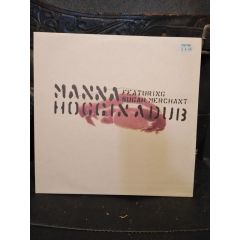 MANNA FEATURING
SUGAR MERCHANT
HOGGIN A DUB